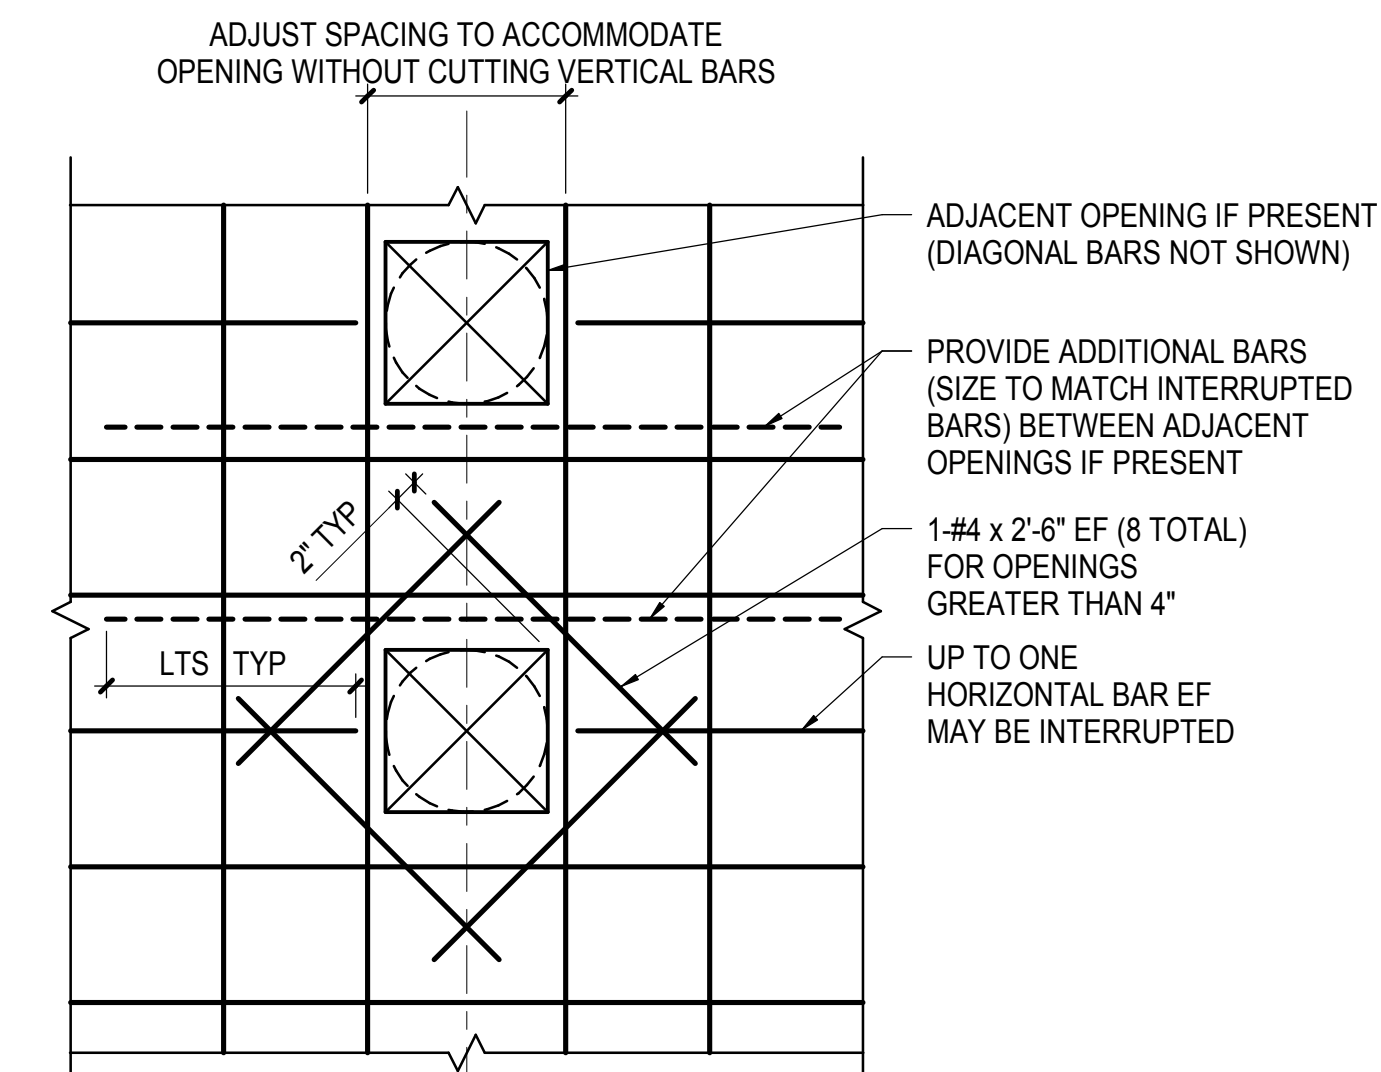 ADJUST SPACING TO ACCOMMODATE
OPENING WITHOUT CUTTING VERTICAL BARS
ADJACENT OPENING IF PRESENT
(DIAGONAL BARS NOT SHOWN)
PROVIDE ADDITIONAL BARS
(SIZE TO MATCH INTERRUPTED
BARS) BETWEEN ADJACENT
OPENINGS IF PRESENT
2" TYP
1-#4 x 2'-6" EF (8 TOTAL)
FOR OPENINGS
GREATER THAN 4"
LTS TYP
UP TO ONE
HORIZONTAL BAR EF
MAY BE INTERRUPTED